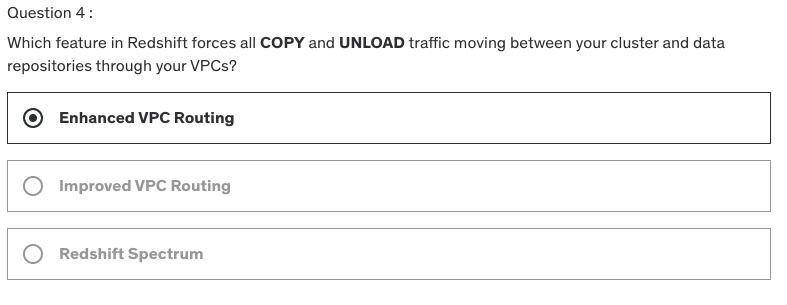 Question 4 :
Which feature in Redshift forces all COPY and UNLOAD traffic moving between your cluster and data
repositories through your VPCs?
Enhanced VPC Routing
Improved VPC Routing
Redshift Spectrum